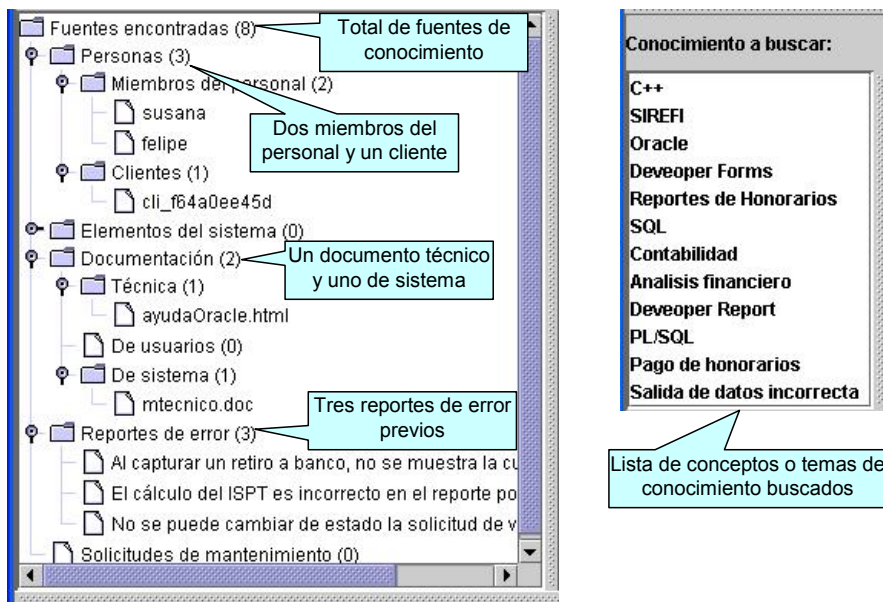 Fuentes encontradas (8)
Total de fuentes de
conocimiento
Personas (3)
Miembros del personal (2)
susana
felipe
Dos miembros del
personal y un cliente
Clientes (1)
cli_f64a0ee45d
Elementos del sistema (0)
Documentación (2)
Un documento técnico
y uno de sistema
Técnica (1)
ayudaOracle.html
De usuarios (0)
De sistema (1)
mtecnico.doc
Tres reportes de error
previos
Reportes de error (3)
Al capturar un retiro a banco, no se muestra la cu
El cálculo del ISPT es incorrecto en el reporte po
No se puede cambiar de estado la solicitud de v
Solicitudes de mantenimiento (0)
Conocimiento a buscar:
C++
SIREFI
Oracle
Deveoper Forms
Reportes de Honorarios
SQL
Contabilidad
Analisis financiero
Deveoper Report
PL/SQL
Pago de honorarios
Salida de datos incorrecta
Lista de conceptos o temas de
conocimiento buscados